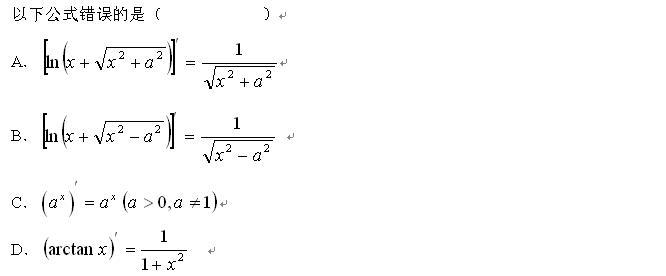 以下公式错误的是（ ）↵
A. [ln(x + √(x² + a²))]′ = 1/√(x² + a²)↵
B. [ln(x + √(x² − a²))] = 1/√(x² − a²) ↵
C. (aˣ)′ = aˣ (a > 0, a ≠ 1)↵
D. (arctan x)′ = 1/(1 + x²) ↵